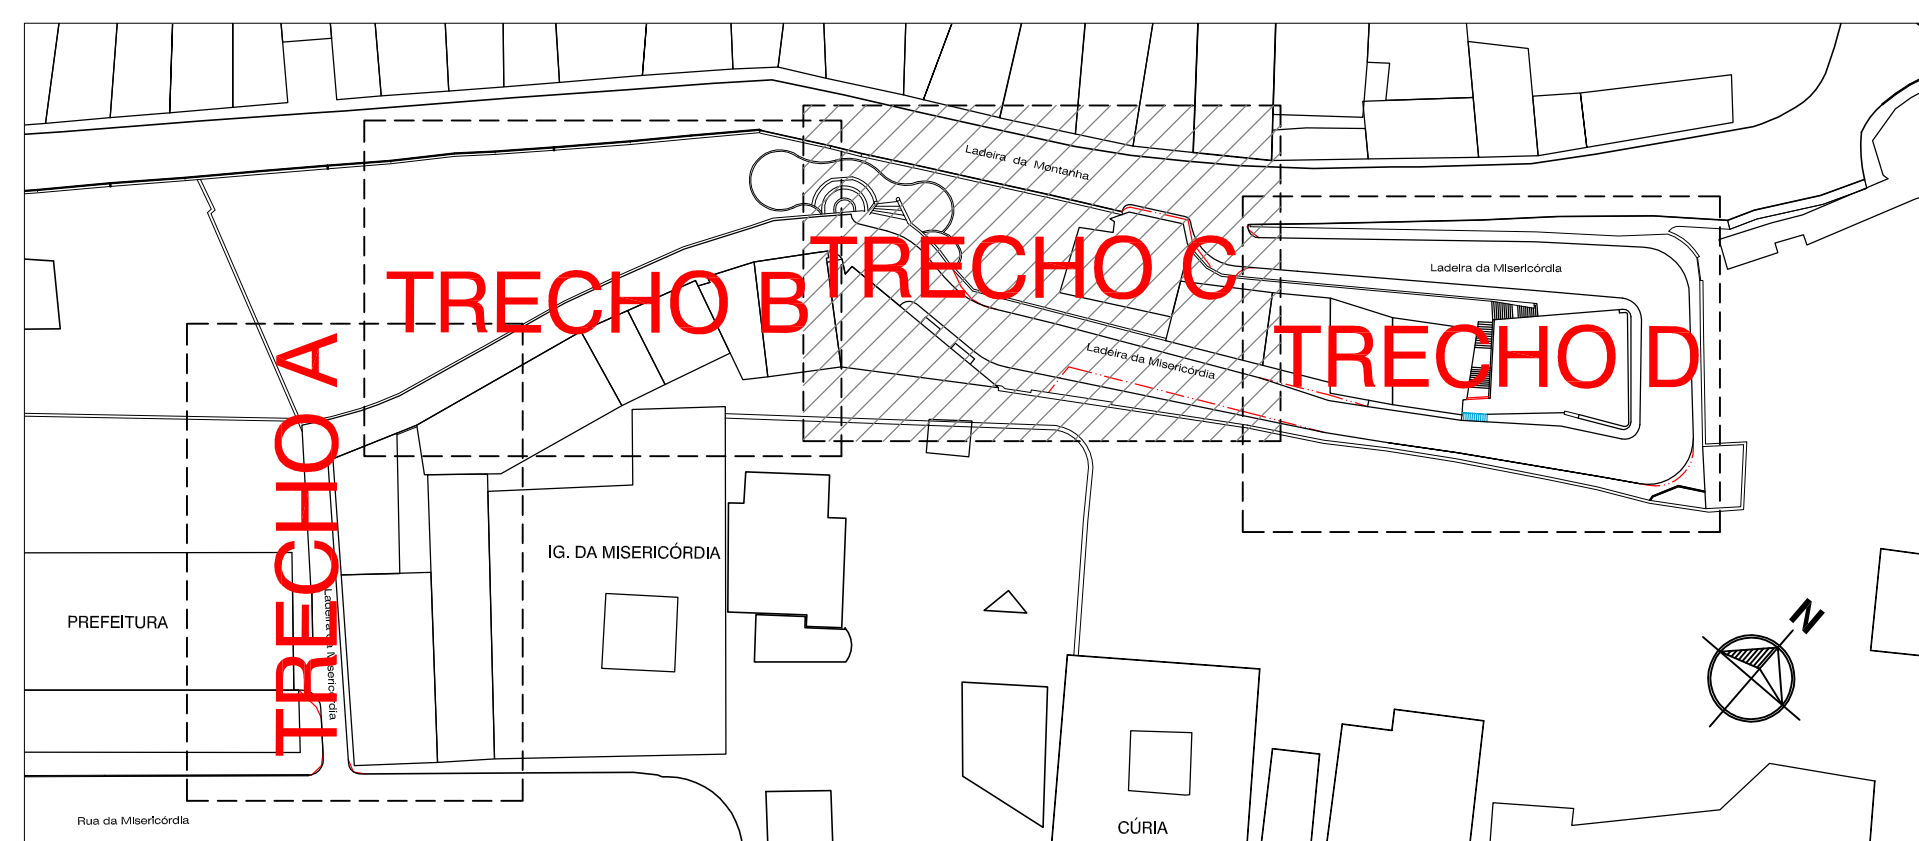 Ladeira da Montanha
TRECHO B
TRECHO C
Ladeira da Misericórdia
TRECHO D
Ladeira da Misericórdia
TRECHO A
Ladeira da Misericórdia
IG. DA MISERICÓRDIA
PREFEITURA
N
Rua da Misericórdia
CÚRIA